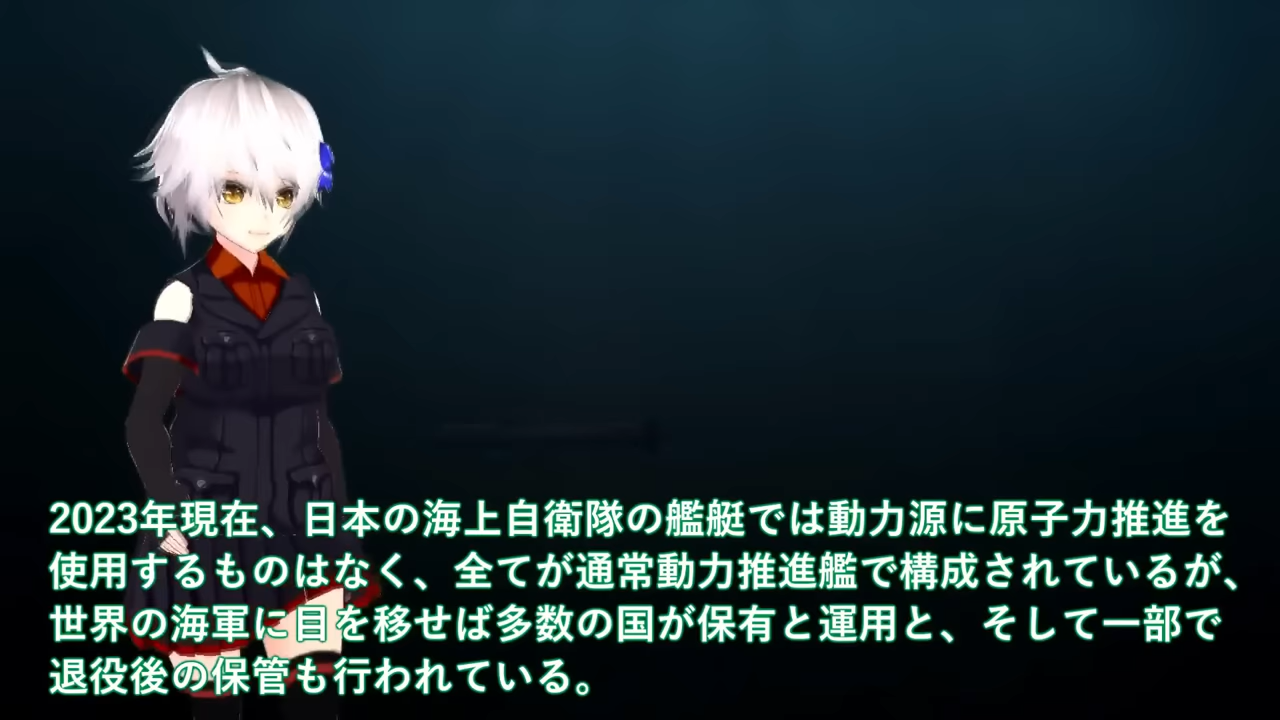 2023年現在、日本の海上自衛隊の艦艇では動力源に原子力推進を
使用するものはなく、全てが通常動力推進艦で構成されているが、
世界の海軍に目を移せば多数の国が保有と運用と、そして一部で
退役後の保管も行われている。